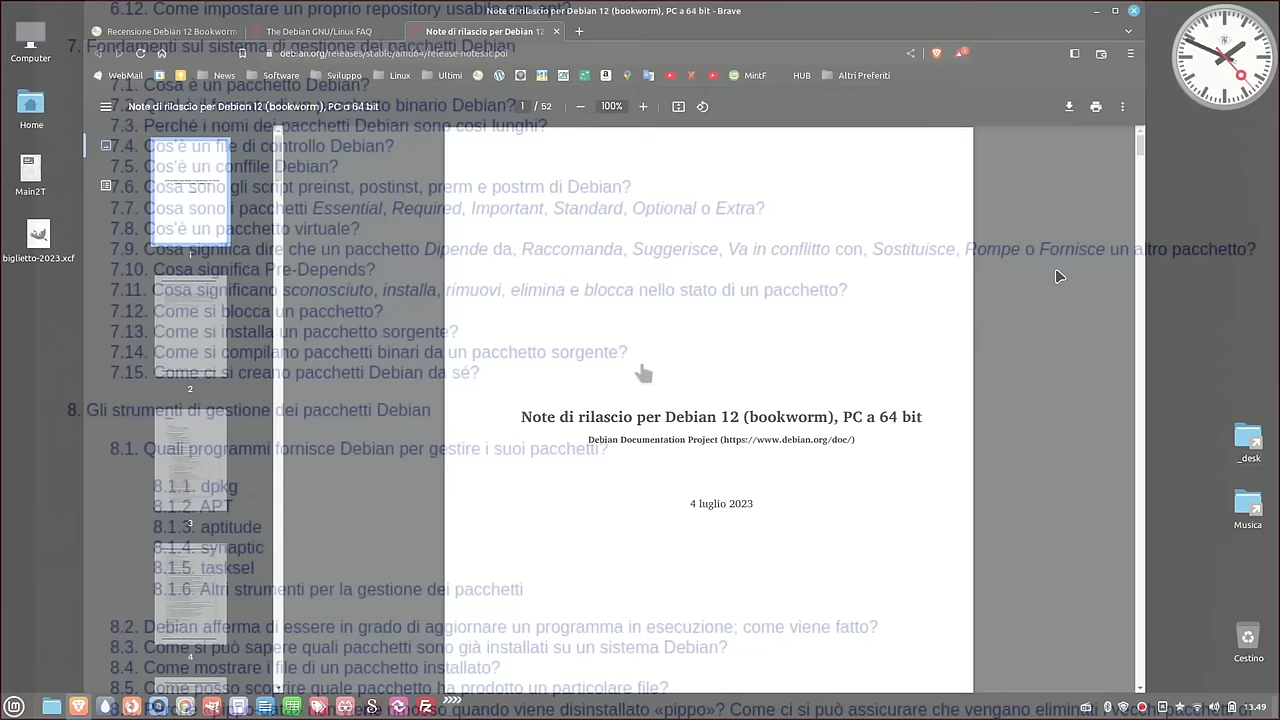 6.12. Come impostare un proprio repository
Note di rilascio per Debian 12 (bookworm), PC a 64 bit - Brave
Recensione Debian 12 Bookworm
The Debian GNU/Linux FAQ
Note di rilascio per Debian 12
7. Fondamenti sul sistema di gestione dei pacchetti Debian
debian.org/releases/stable/amd64/release-notes.it.pdf
WebMail
News
Software
Sviluppo
Linux
Ultimi
MintF
HUB
Altri Preferiti
7.1. Cosa è un pacchetto Debian?
Note di rilascio per Debian 12 (bookworm), PC a 64 bit
binario Debian?
1 / 52
100%
7.3. Perché i nomi dei pacchetti Debian sono così lunghi?
7.4. Cos'è un file di controllo Debian?
7.5. Cos'è un conffile Debian?
7.6. Cosa sono gli script preinst, postinst, prerm e postrm di Debian?
7.7. Cosa sono i pacchetti Essential, Required, Important, Standard, Optional o Extra?
7.8. Cos'è un pacchetto virtuale?
7.9. Cosa significa dire che un pacchetto Dipende da, Raccomanda, Suggerisce, Va in conflitto con, Sostituisce, Rompe o Fornisce un altro pacchetto?
1
7.10. Cosa significa Pre-Depends?
7.11. Cosa significano sconosciuto, installa, rimuovi, elimina e blocca nello stato di un pacchetto?
7.12. Come si blocca un pacchetto?
7.13. Come si installa un pacchetto sorgente?
7.14. Come si compilano pacchetti binari da un pacchetto sorgente?
7.15. Come ci si creano pacchetti Debian da sé?
2
8. Gli strumenti di gestione dei pacchetti Debian
Note di rilascio per Debian 12 (bookworm), PC a 64 bit
Debian Documentation Project (https://www.debian.org/doc/)
8.1. Quali programmi fornisce Debian per gestire i suoi pacchetti?
4 luglio 2023
8.1.1. dpkg
8.1.2. APT
3
8.1.3. aptitude
8.1.4. synaptic
8.1.5. tasksel
8.1.6. Altri strumenti per la gestione dei pacchetti
8.2. Debian afferma di essere in grado di aggiornare un programma in esecuzione; come viene fatto?
8.3. Come si può sapere quali pacchetti sono già installati su un sistema Debian?
4
8.4. Come mostrare i file di un pacchetto installato?
8.5. Come posso scoprire quale pacchetto ha prodotto un particolare file?
rimosso quando viene disinstallato «pippo»? Come ci si può assicurare che vengano eliminati
Computer
Home
Main2T
biglietto-2023.xcf
_desk
Musica
Cestino
13.49